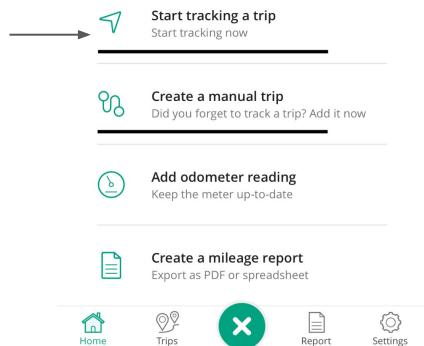 Start tracking a trip
Start tracking now
Create a manual trip
Did you forget to track a trip? Add it now
Add odometer reading
Keep the meter up-to-date
Create a mileage report
Export as PDF or spreadsheet
Home Trips Report Settings